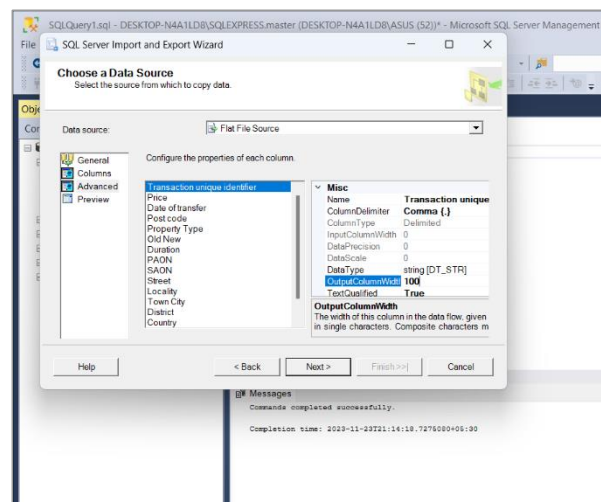 SQLQuery1.sql - DESKTOP-N4A1LD8\SQLEXPRESS.master (DESKTOP-N4A1LD8\ASUS (52))* - Microsoft SQL Server Management
File
SQL Server Import and Export Wizard
Choose a Data Source
Select the source from which to copy data.
Obje
Cor
Data source:
Flat File Source
General
Columns
Advanced
Preview
Configure the properties of each column.
Transaction unique identifier
Price
Date of transfer
Post code
Property Type
Old New
Duration
PAON
SAON
Street
Locality
Town City
District
Country
Misc
Name Transaction unique
ColumnDelimiter Comma {,}
ColumnType Delimited
InputColumnWidth 0
DataPrecision 0
DataScale 0
DataType string [DT_STR]
OutputColumnWidt 100
TextQualified True
OutputColumnWidth
The width of this column in the data flow, given
in single characters. Composite characters m
Help
< Back
Next >
Finish >>|
Cancel
Messages
Commands completed successfully.
Completion time: 2023-11-23T21:14:18.7275080+05:30